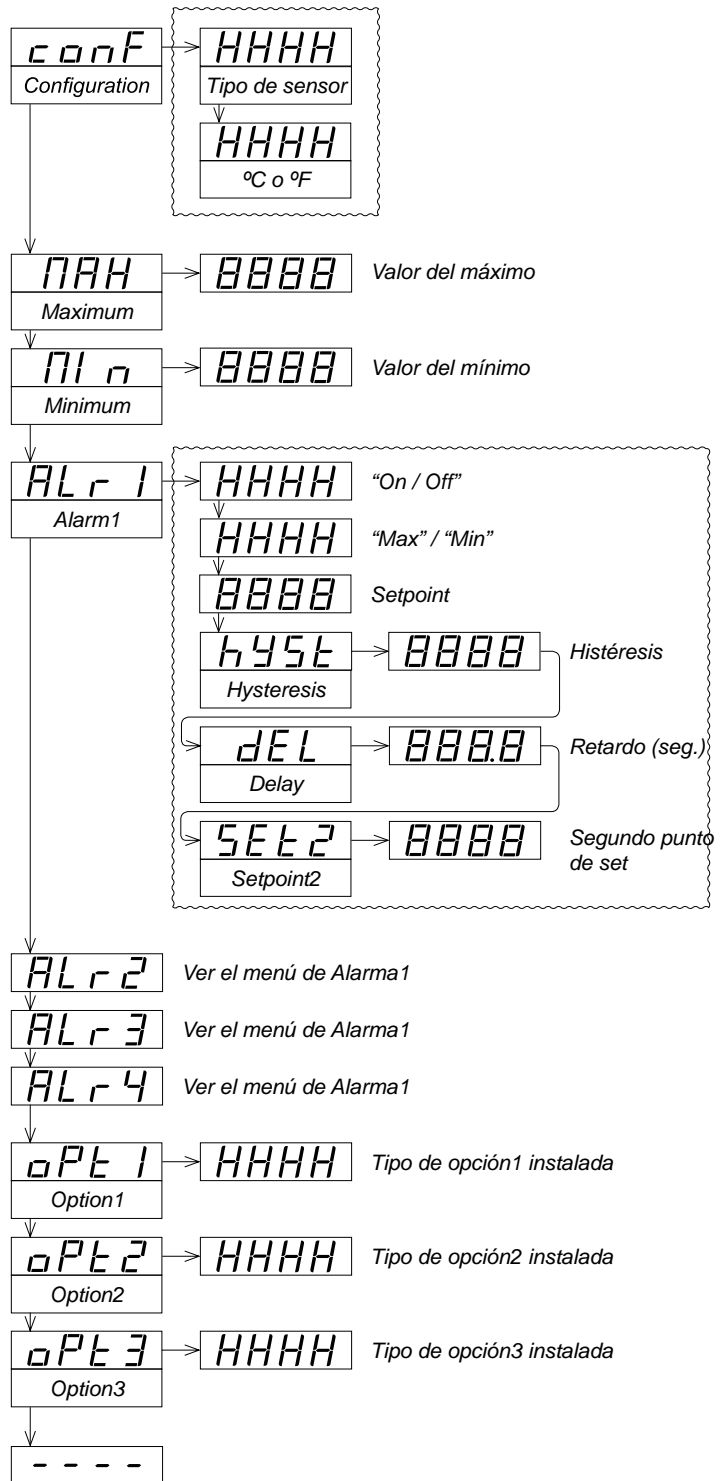 conF
Configuration
HHHH
Tipo de sensor
HHHH
ºC o ºF
MAH
Maximum
8888
Valor del máximo
MIn
Minimum
8888
Valor del mínimo
ALr1
Alarm1
HHHH
“On / Off”
HHHH
“Max” / “Min”
8888
Setpoint
hYSt
Hysteresis
8888
Histéresis
dEL
Delay
888.8
Retardo (seg.)
SEt2
Setpoint2
8888
Segundo punto
de set
ALr2
Ver el menú de Alarma1
ALr3
Ver el menú de Alarma1
ALr4
Ver el menú de Alarma1
oPt1
Option1
HHHH
Tipo de opción1 instalada
oPt2
Option2
HHHH
Tipo de opción2 instalada
oPt3
Option3
HHHH
Tipo de opción3 instalada
- - - -